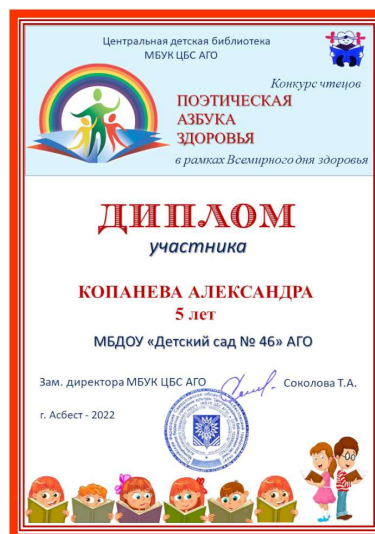 Центральная детская библиотека
МБУК ЦБС АГО
Конкурс чтецов
ПОЭТИЧЕСКАЯ
АЗБУКА
ЗДОРОВЬЯ
в рамках Всемирного дня здоровья
ДИПЛОМ
участника
КОПАНЕВА АЛЕКСАНДРА
5 лет
МБДОУ «Детский сад № 46» АГО
Зам. директора МБУК ЦБС АГО Соколова Т.А.
г. Асбест - 2022